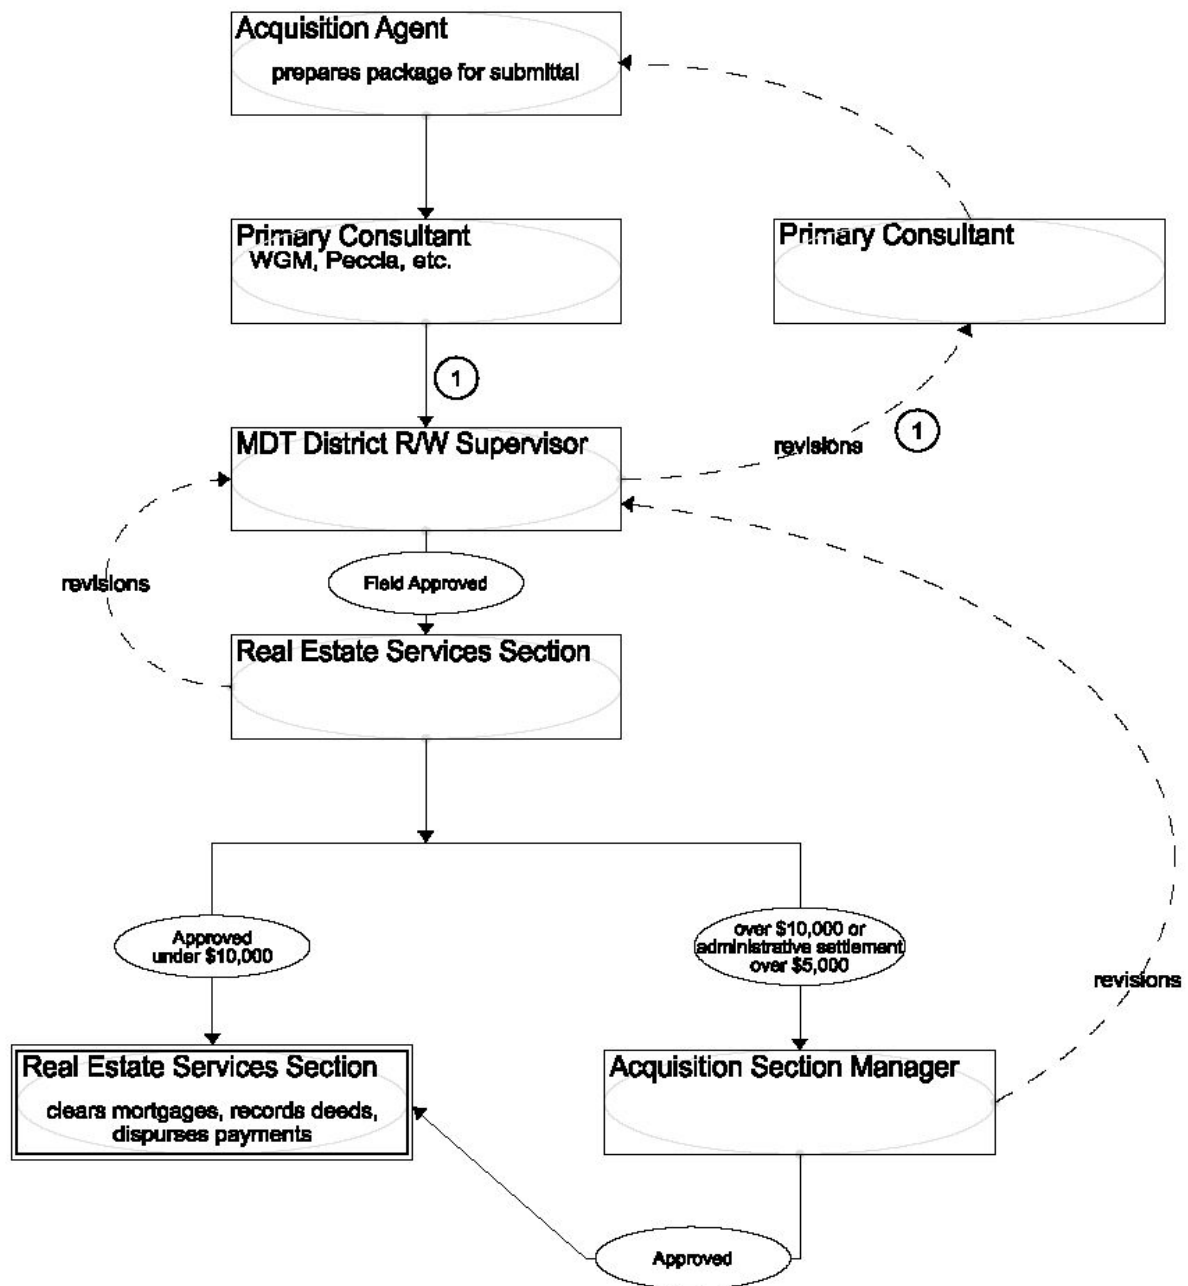 Acquisition Agent
prepares package for submittal
Primary Consultant
WGM, Peccia, etc.
Primary Consultant
1
MDT District R/W Supervisor
revisions
1
revisions
Field Approved
Real Estate Services Section
Approved
under $10,000
over $10,000 or
administrative settlement
over $5,000
revisions
Real Estate Services Section
clears mortgages, records deeds,
dispurses payments
Acquisition Section Manager
Approved